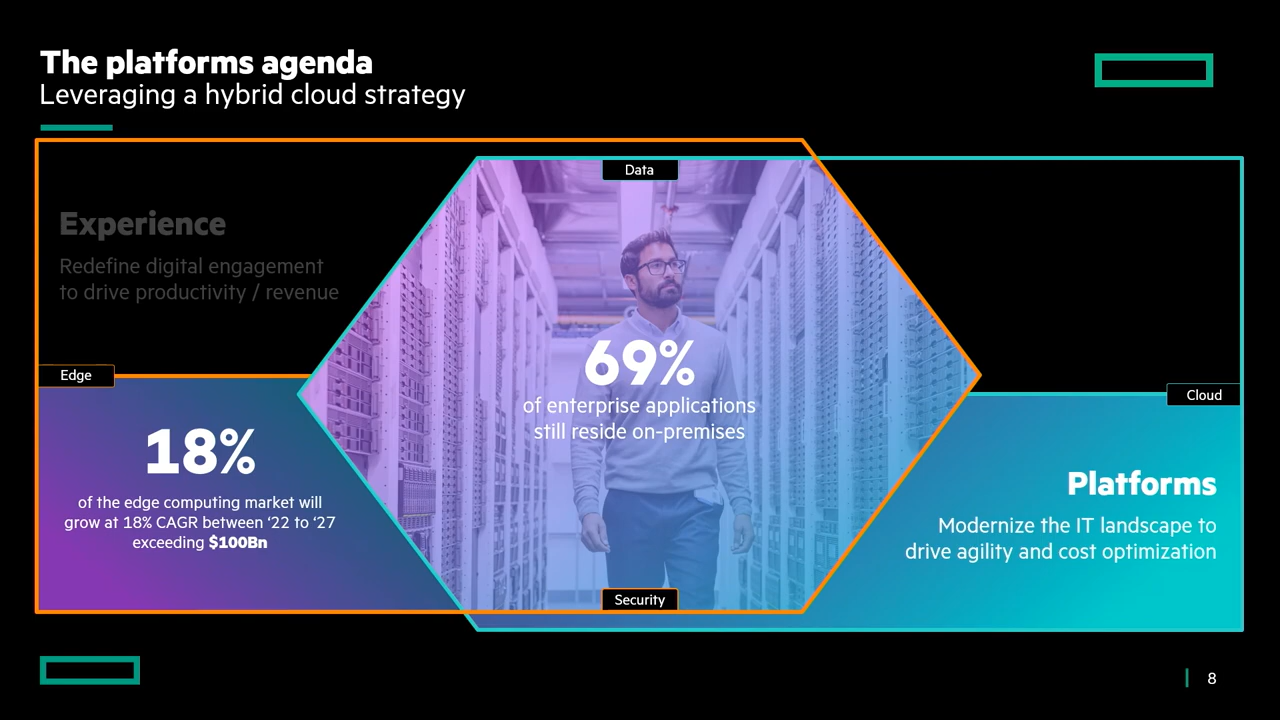 The platforms agenda
Leveraging a hybrid cloud strategy
Data
Experience
Redefine digital engagement
to drive productivity / revenue
69%
of enterprise applications
still reside on-premises
Edge
Cloud
18%
of the edge computing market will
grow at 18% CAGR between ‘22 to ‘27
exceeding $100Bn
Platforms
Modernize the IT landscape to
drive agility and cost optimization
Security
8